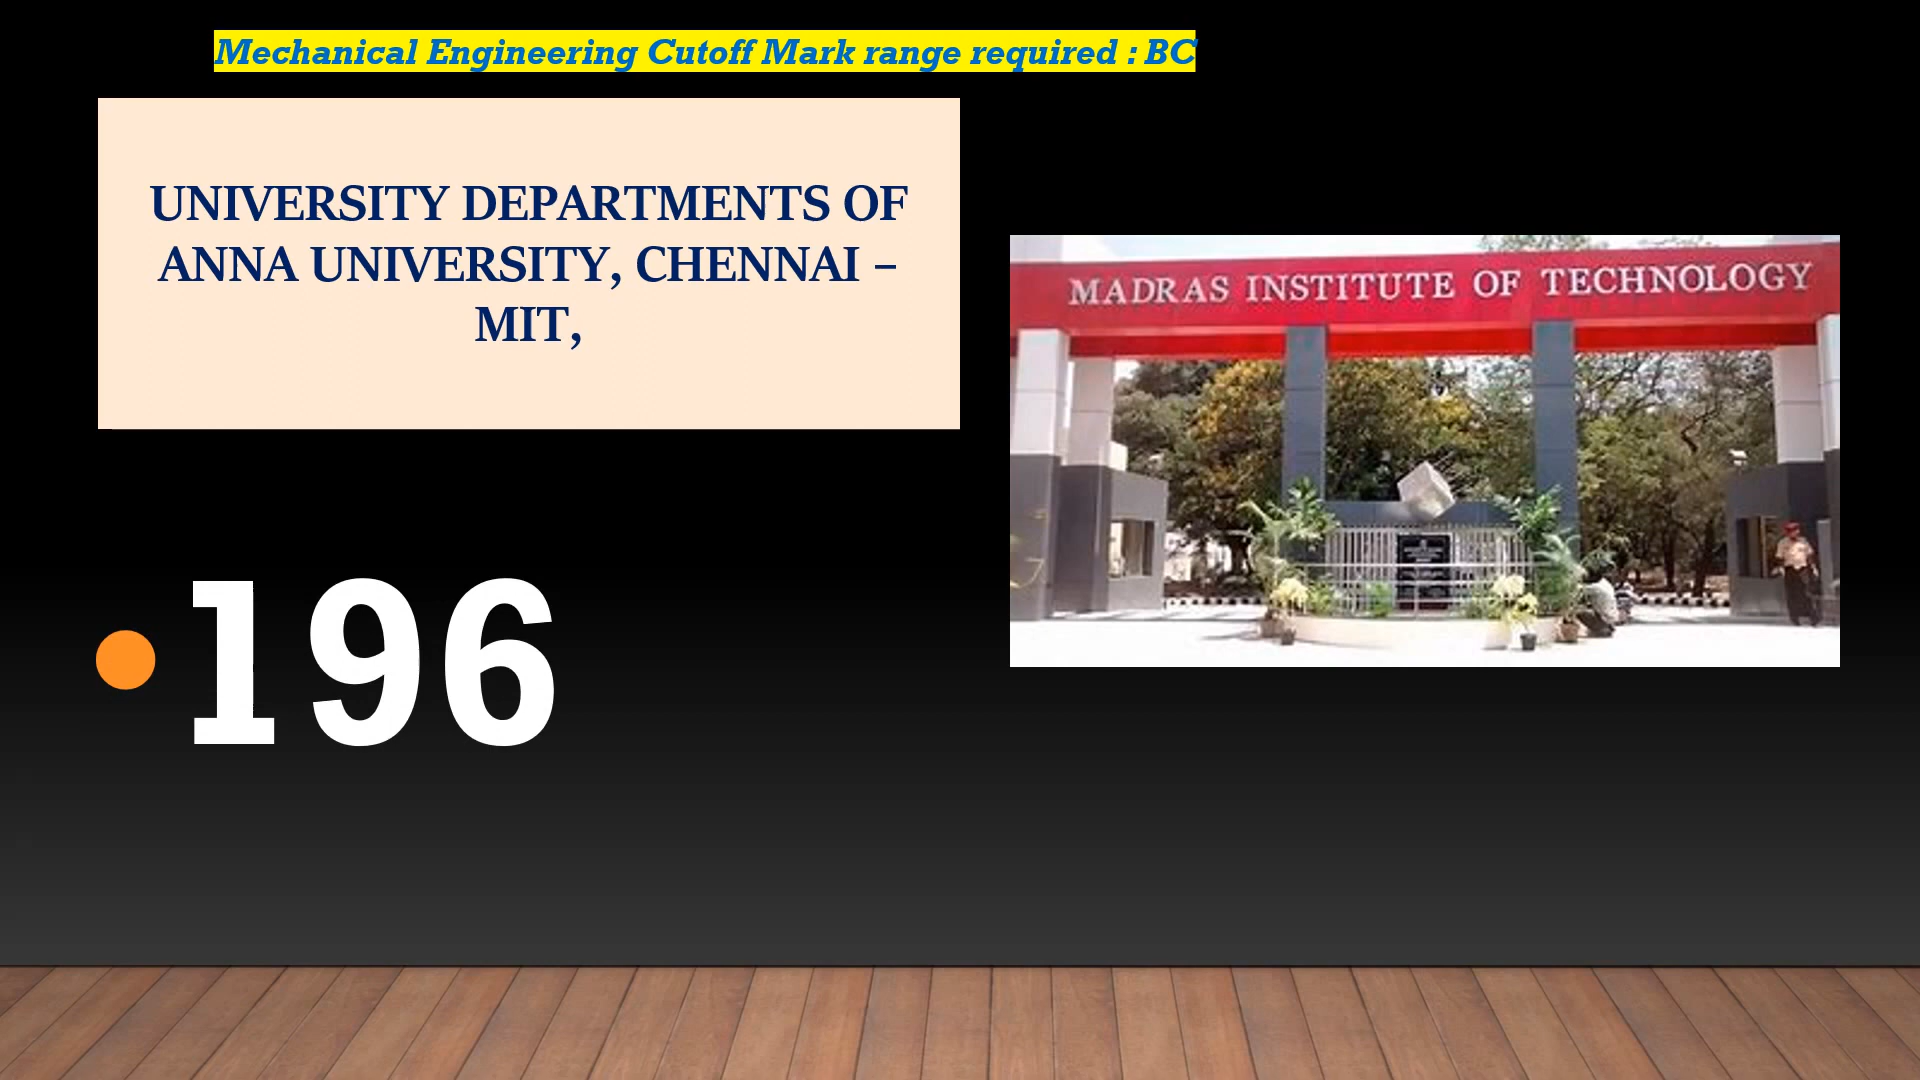 Mechanical Engineering Cutoff Mark range required : BC
UNIVERSITY DEPARTMENTS OF
ANNA UNIVERSITY, CHENNAI –
MIT,
MADRAS INSTITUTE OF TECHNOLOGY
196